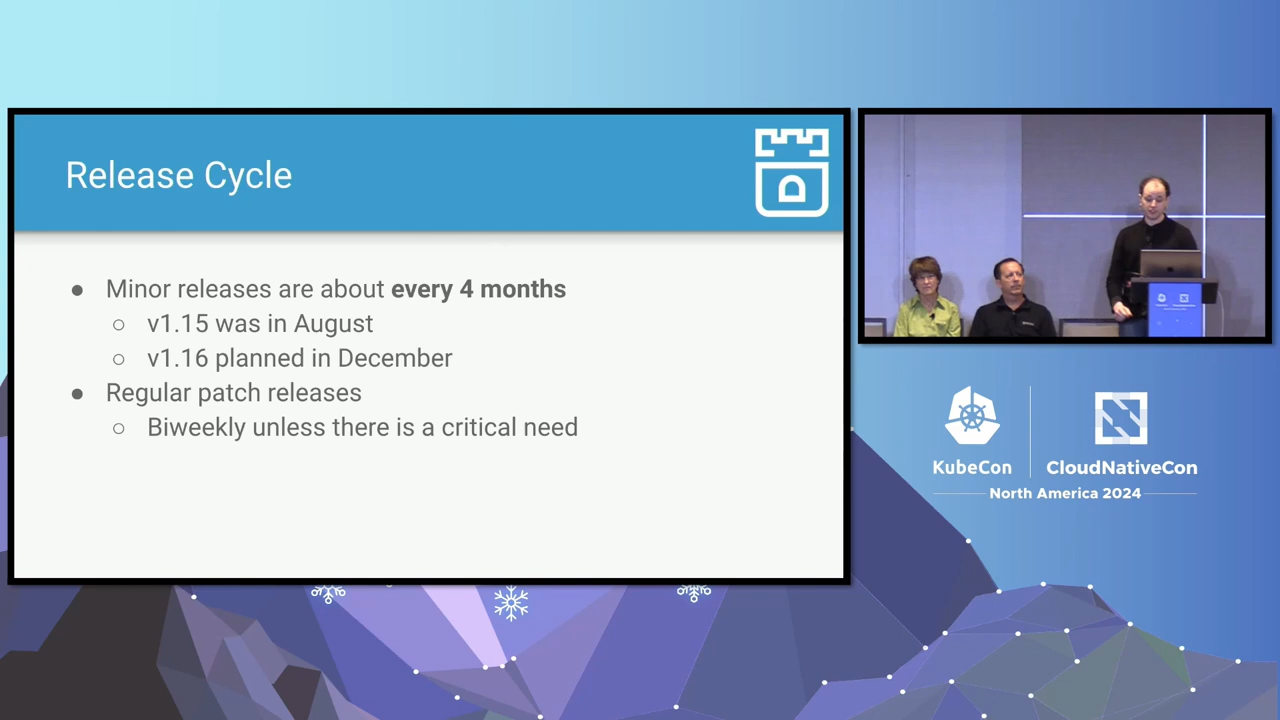 Release Cycle
● Minor releases are about every 4 months
○ v1.15 was in August
○ v1.16 planned in December
● Regular patch releases
○ Biweekly unless there is a critical need
KubeCon
CloudNativeCon
North America 2024